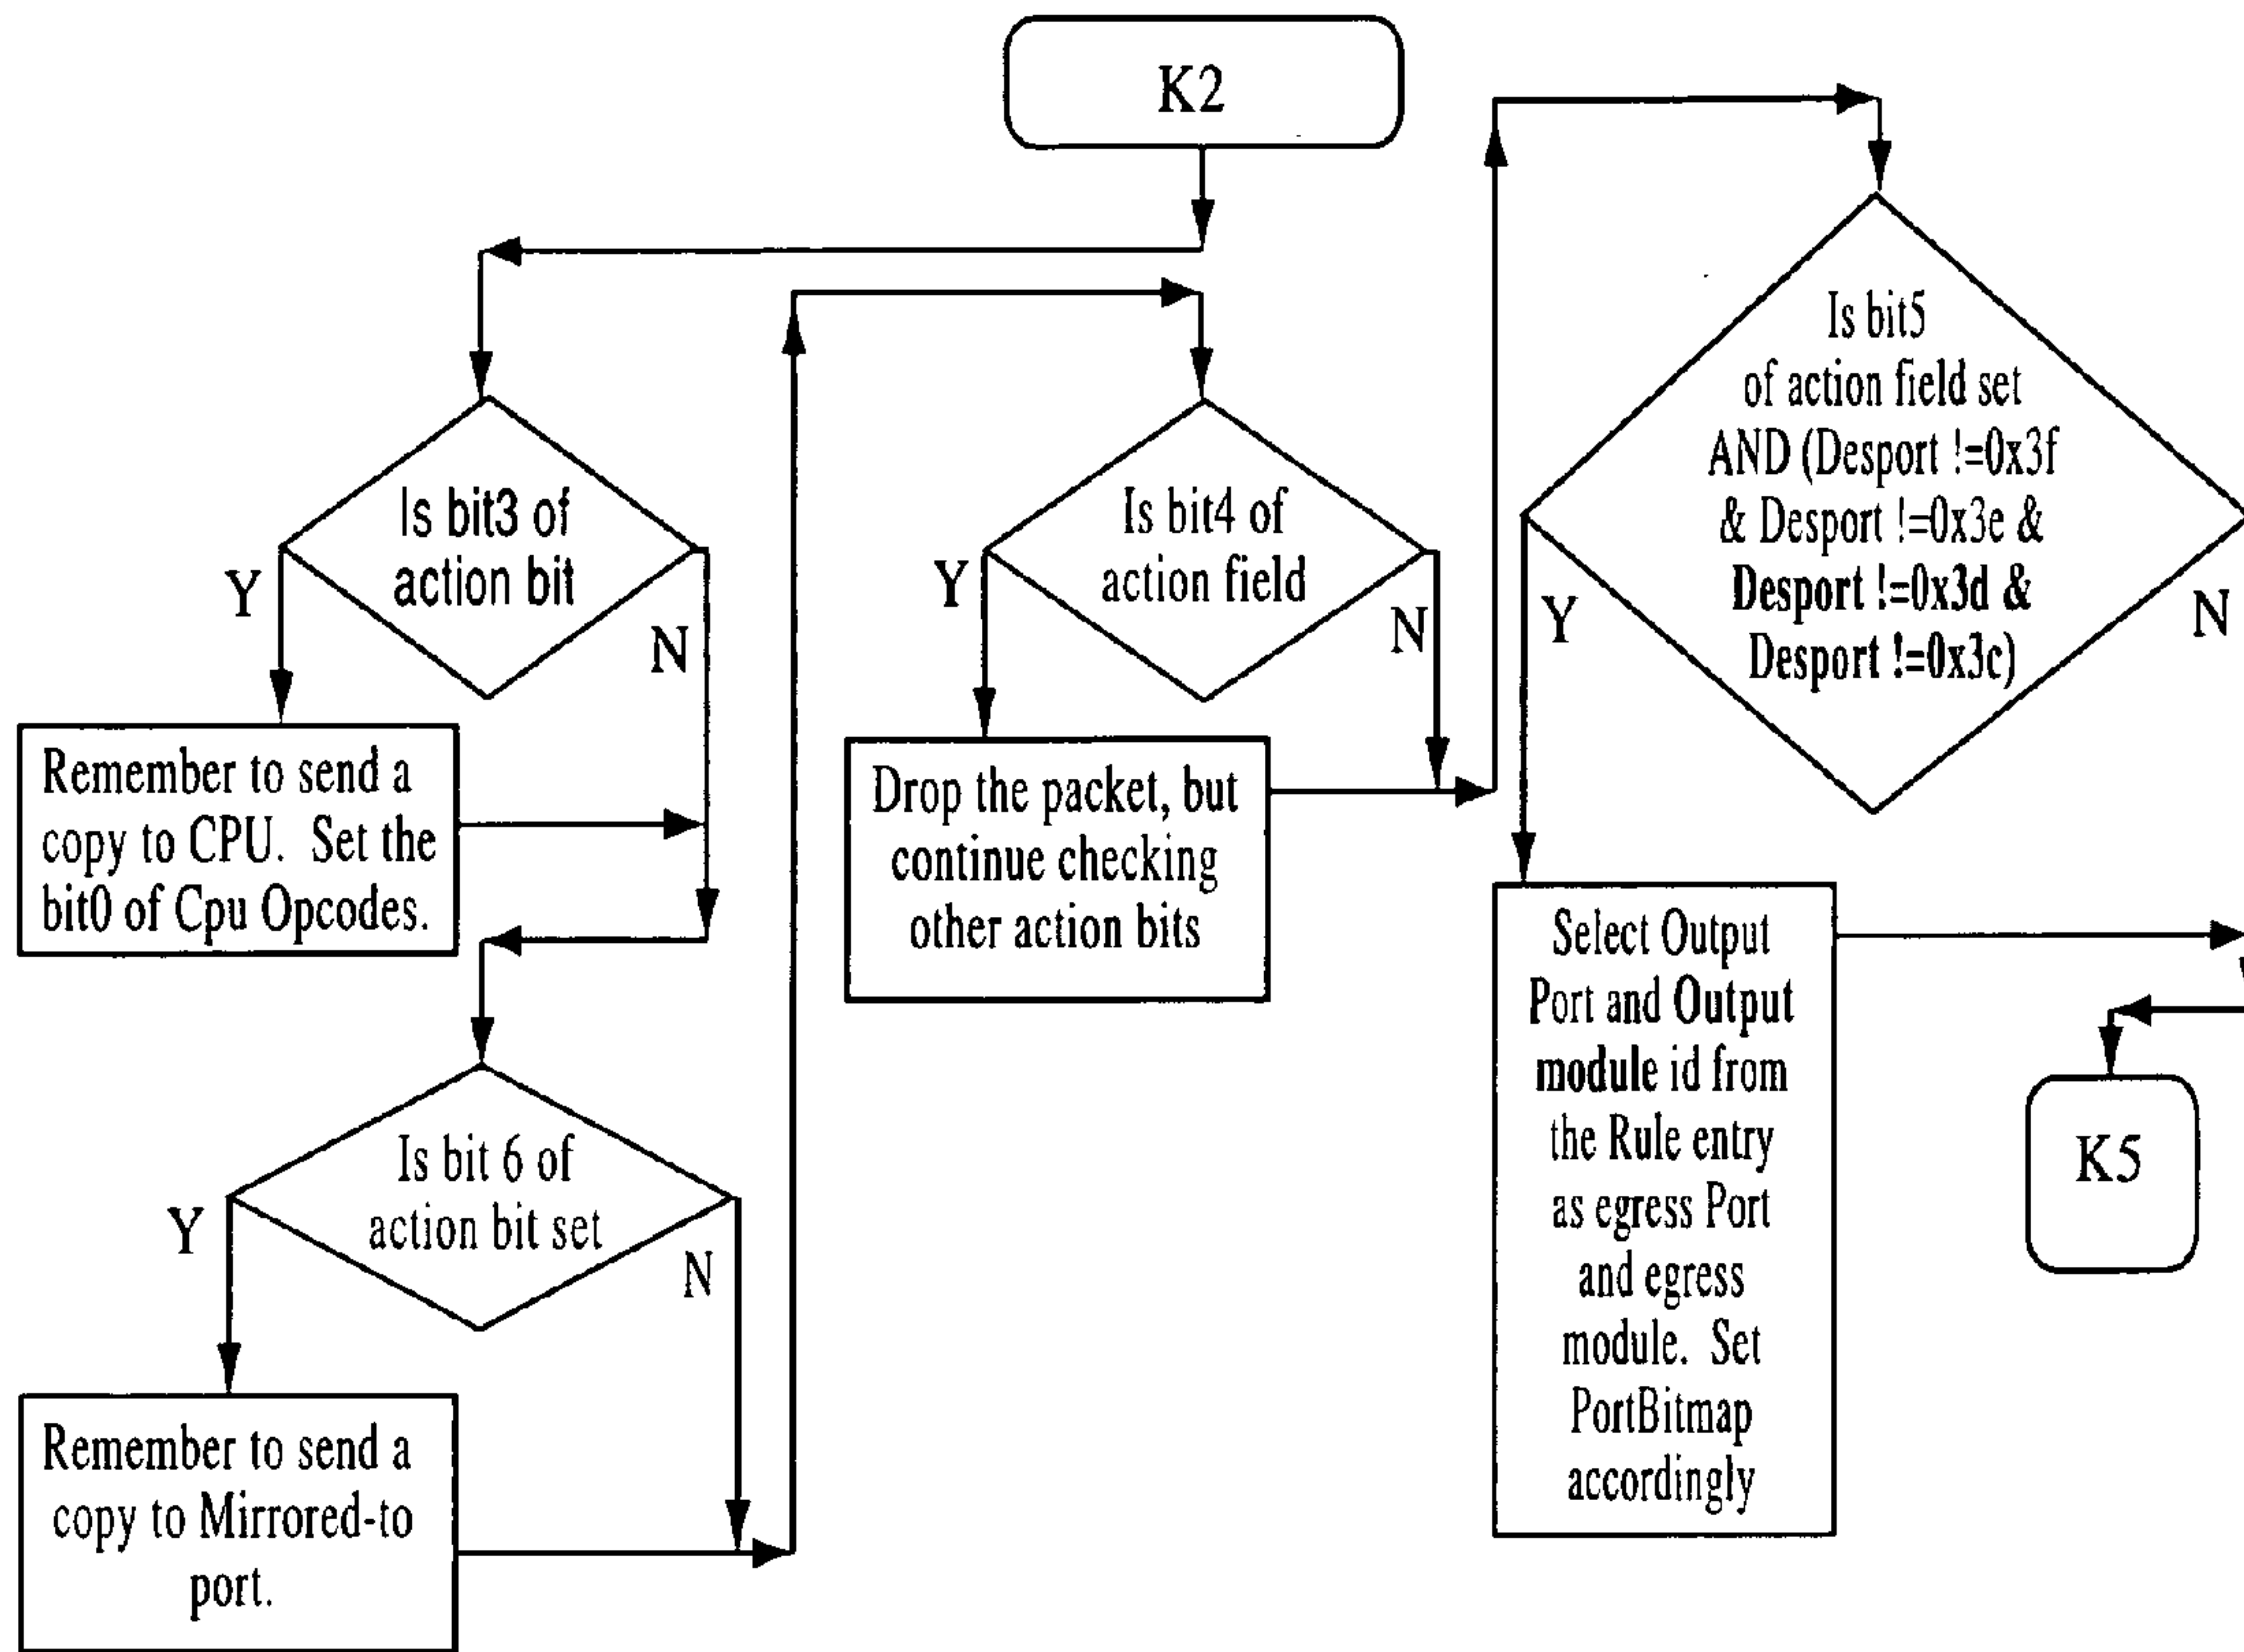 K2
Is bit3 of
action bit
Y
N
Remember to send a
copy to CPU. Set the
bit0 of Cpu Opcodes.
Is bit 6 of
action bit set
Y
N
Remember to send a
copy to Mirrored-to
port.
Is bit4 of
action field
Y
N
Drop the packet, but
continue checking
other action bits
Is bit5
of action field set
AND (Desport !=0x3f
& Desport !=0x3e &
Desport !=0x3d &
Desport !=0x3c)
Y
N
Select Output
Port and Output
module id from
the Rule entry
as egress Port
and egress
module. Set
PortBitmap
accordingly
K5